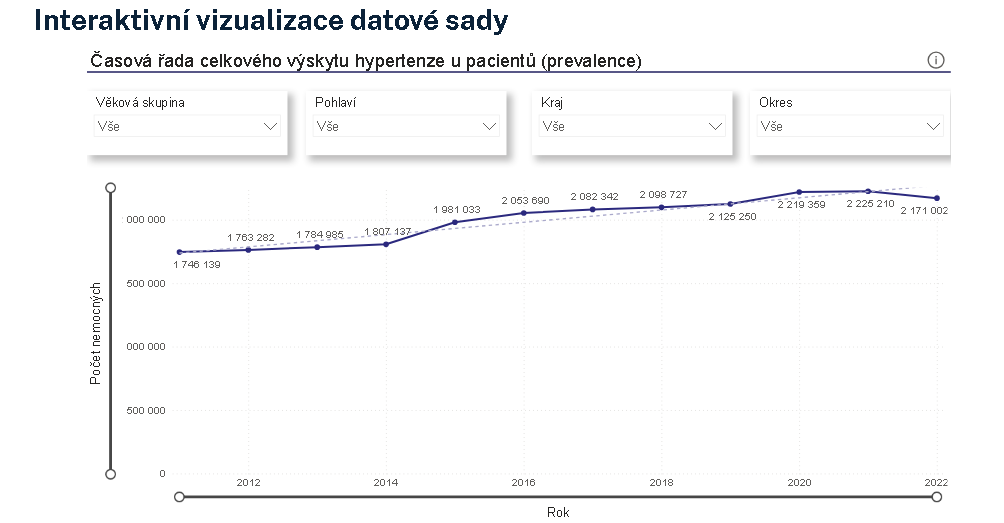 Interaktivní vizualizace datové sady
Časová řada celkového výskytu hypertenze u pacientů (prevalence)
Věková skupina
Vše
Pohlaví
Vše
Kraj
Vše
Okres
Vše
Počet nemocných
000 000
500 000
000 000
500 000
0
1 746 139
1 763 282
1 784 985
1 807 137
1 981 033
2 053 690
2 082 342
2 098 727
2 125 250
2 219 359
2 225 210
2 171 002
2012
2014
2016
2018
2020
2022
Rok